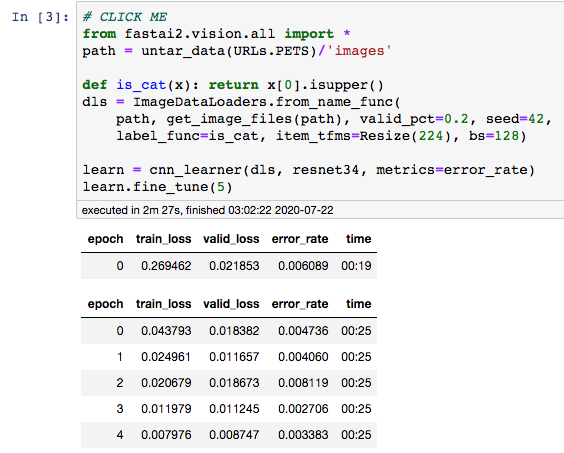 In [3]: # CLICK ME
from fastai2.vision.all import *
path = untar_data(URLs.PETS)/'images'
def is_cat(x): return x[0].isupper()
dls = ImageDataLoaders.from_name_func(
    path, get_image_files(path), valid_pct=0.2, seed=42,
    label_func=is_cat, item_tfms=Resize(224), bs=128)
learn = cnn_learner(dls, resnet34, metrics=error_rate)
learn.fine_tune(5)
executed in 2m 27s, finished 03:02:22 2020-07-22
epoch train_loss valid_loss error_rate time
0 0.269462 0.021853 0.006089 00:19
epoch train_loss valid_loss error_rate time
0 0.043793 0.018382 0.004736 00:25
1 0.024961 0.011657 0.004060 00:25
2 0.020679 0.018673 0.008119 00:25
3 0.011979 0.011245 0.002706 00:25
4 0.007976 0.008747 0.003383 00:25